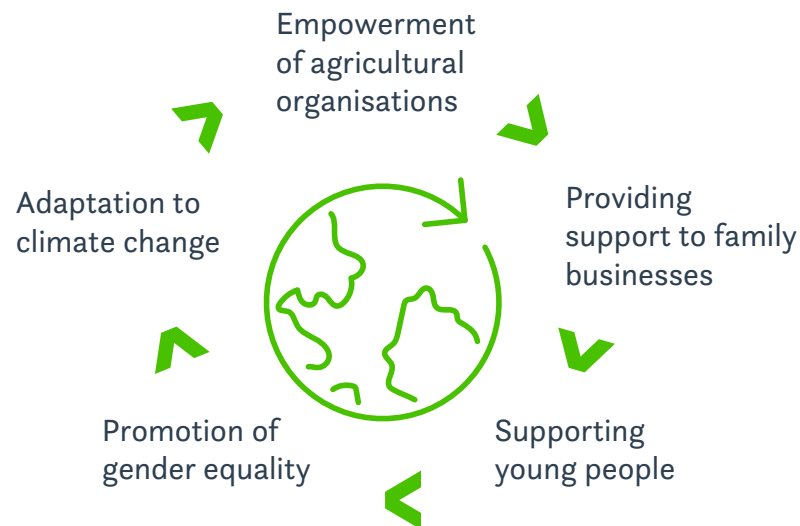 Empowerment
of agricultural
organisations
Providing
support to family
businesses
Supporting
young people
Promotion of
gender equality
Adaptation to
climate change